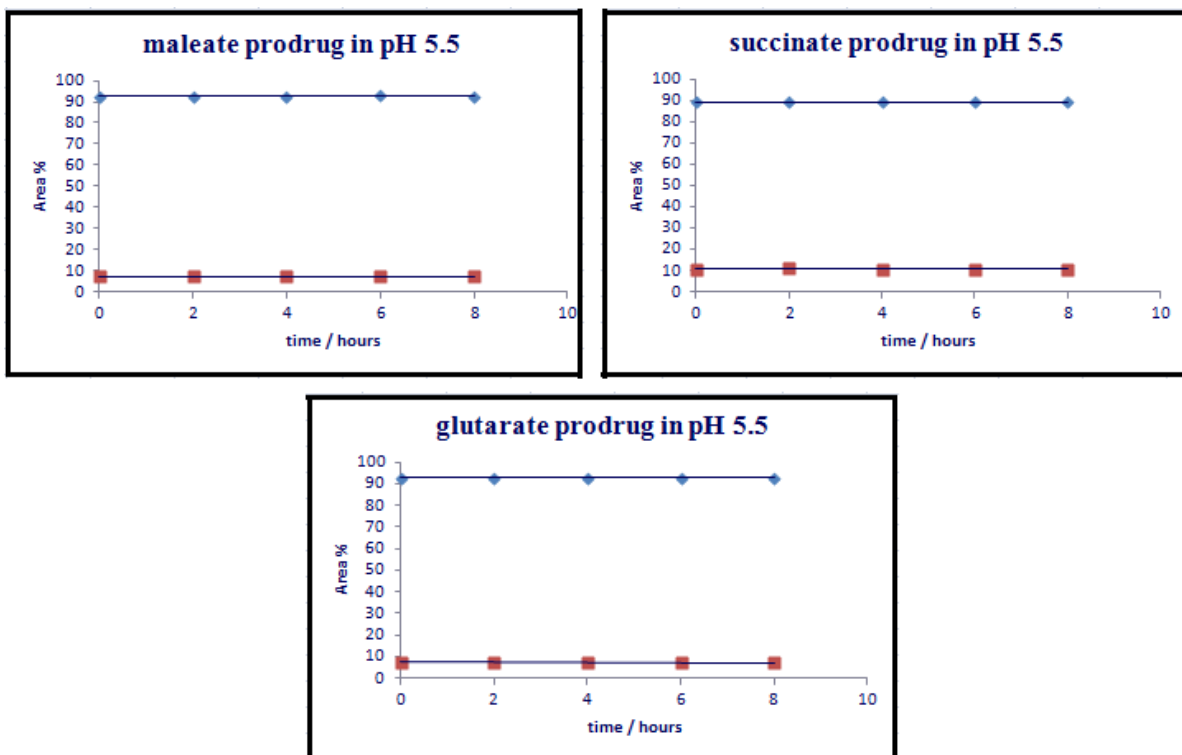 maleate prodrug in pH 5.5
100
90
80
70
60
50
40
30
20
10
0
Area %
0 2 4 6 8 10
time / hours
succinate prodrug in pH 5.5
100
90
80
70
60
50
40
30
20
10
0
Area %
0 2 4 6 8 10
time / hours
glutarate prodrug in pH 5.5
100
90
80
70
60
50
40
30
20
10
0
Area %
0 2 4 6 8 10
time / hours